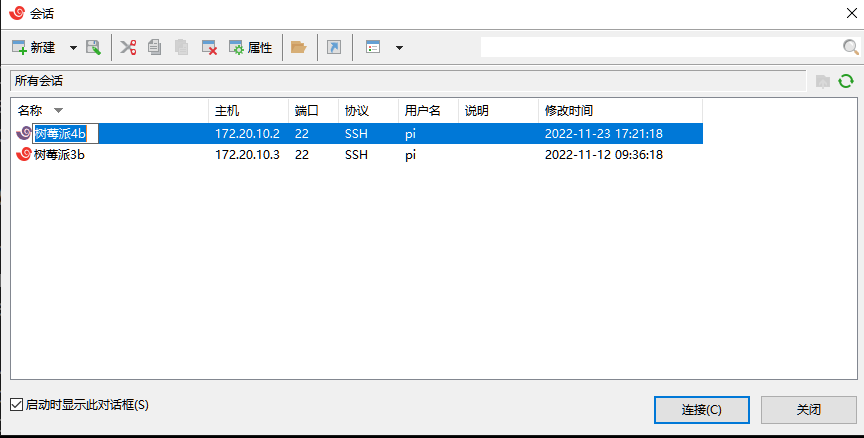 会话
新建 属性
所有会话
名称 主机 端口 协议 用户名 说明 修改时间
树莓派4b 172.20.10.2 22 SSH pi 2022-11-23 17:21:18
树莓派3b 172.20.10.3 22 SSH pi 2022-11-12 09:36:18
启动时显示此对话框(S)
连接(C) 关闭